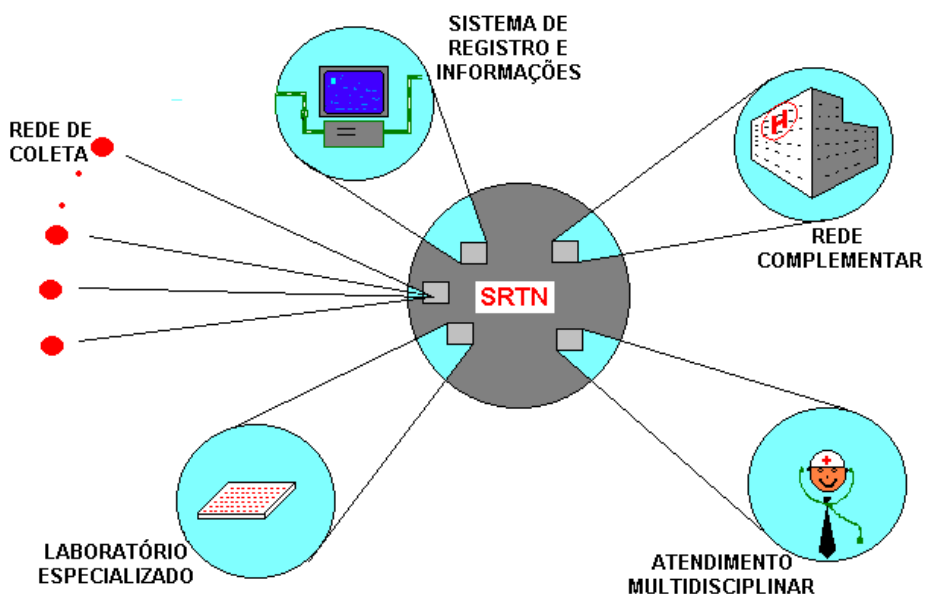 SISTEMA DE
REGISTRO E
INFORMAÇÕES
REDE DE
COLETA
H
REDE
COMPLEMENTAR
SRTN
LABORATÓRIO
ESPECIALIZADO
ATENDIMENTO
MULTIDISCIPLINAR